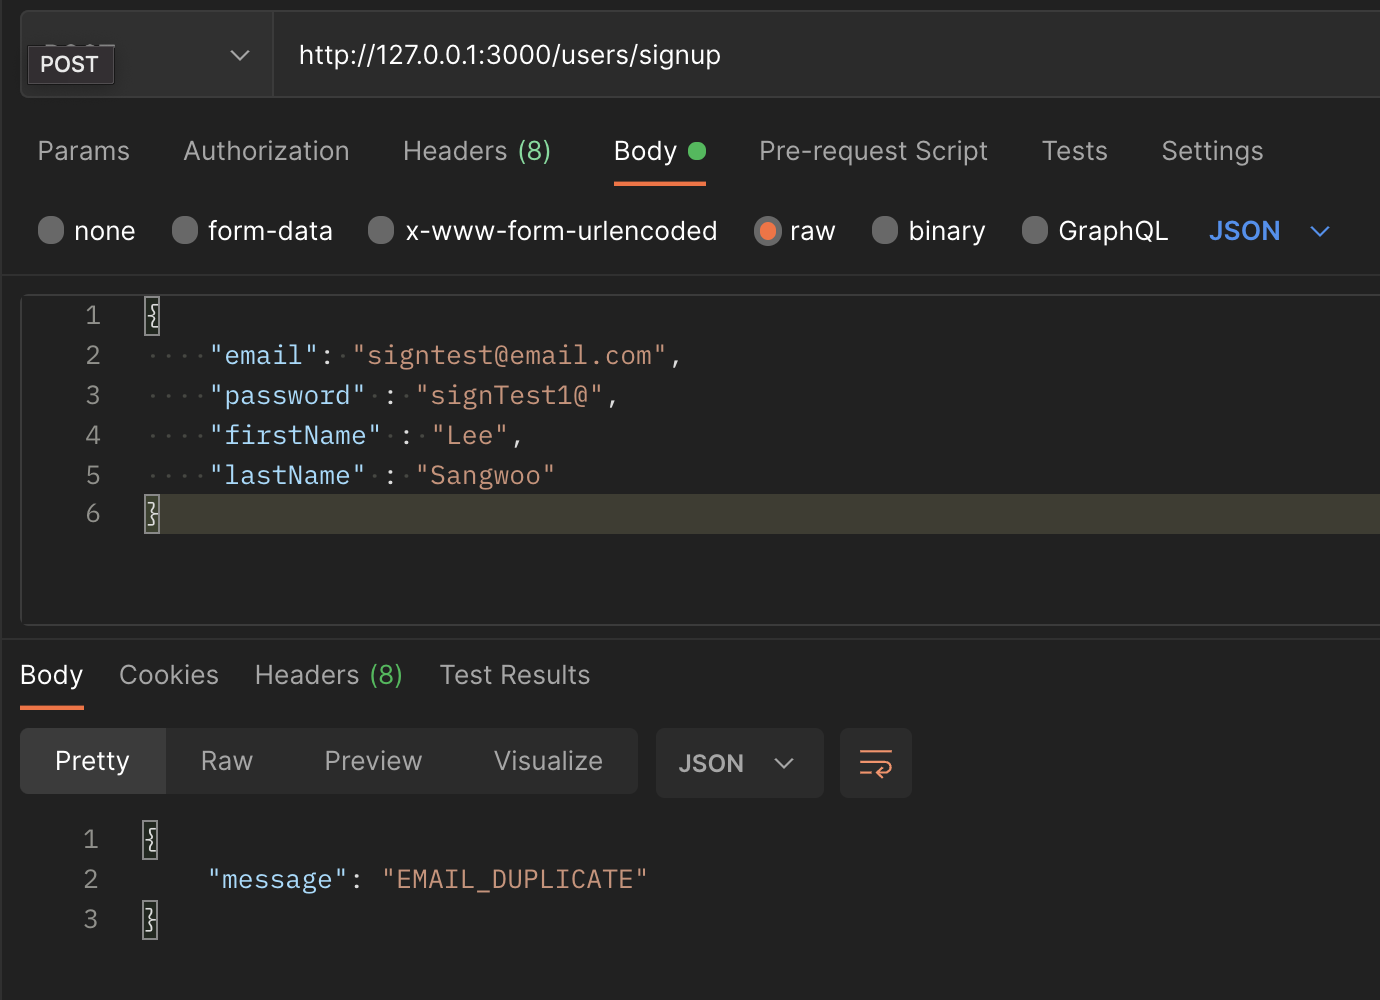 POST
http://127.0.0.1:3000/users/signup
Params Authorization Headers (8) Body Pre-request Script Tests Settings
none form-data x-www-form-urlencoded raw binary GraphQL JSON
1 {
2 "email": "signtest@email.com",
3 "password" : "signTest1@",
4 "firstName" : "Lee",
5 "lastName" : "Sangwoo"
6 }
Body Cookies Headers (8) Test Results
Pretty Raw Preview Visualize JSON
1 {
2 "message": "EMAIL_DUPLICATE"
3 }